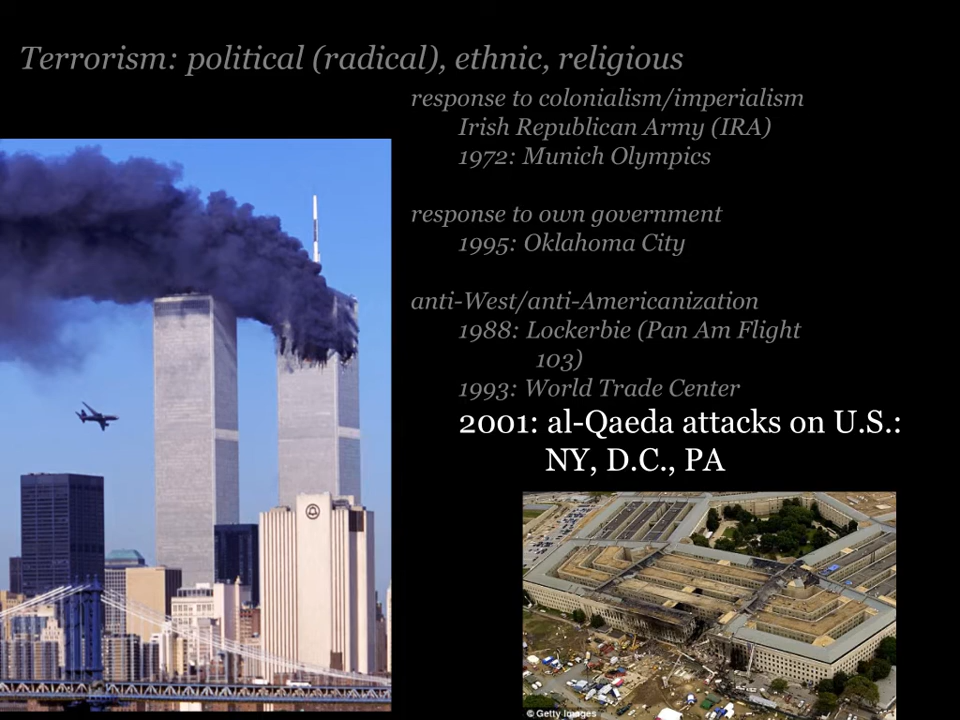 Terrorism: political (radical), ethnic, religious
response to colonialism/imperialism
Irish Republican Army (IRA)
1972: Munich Olympics
response to own government
1995: Oklahoma City
anti-West/anti-Americanization
1988: Lockerbie (Pan Am Flight
103)
1993: World Trade Center
2001: al-Qaeda attacks on U.S.:
NY, D.C., PA
© Getty Images